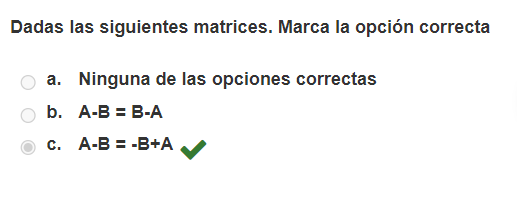 Dadas las siguientes matrices. Marca la opción correcta
a. Ninguna de las opciones correctas
b. A-B = B-A
c. A-B = -B+A